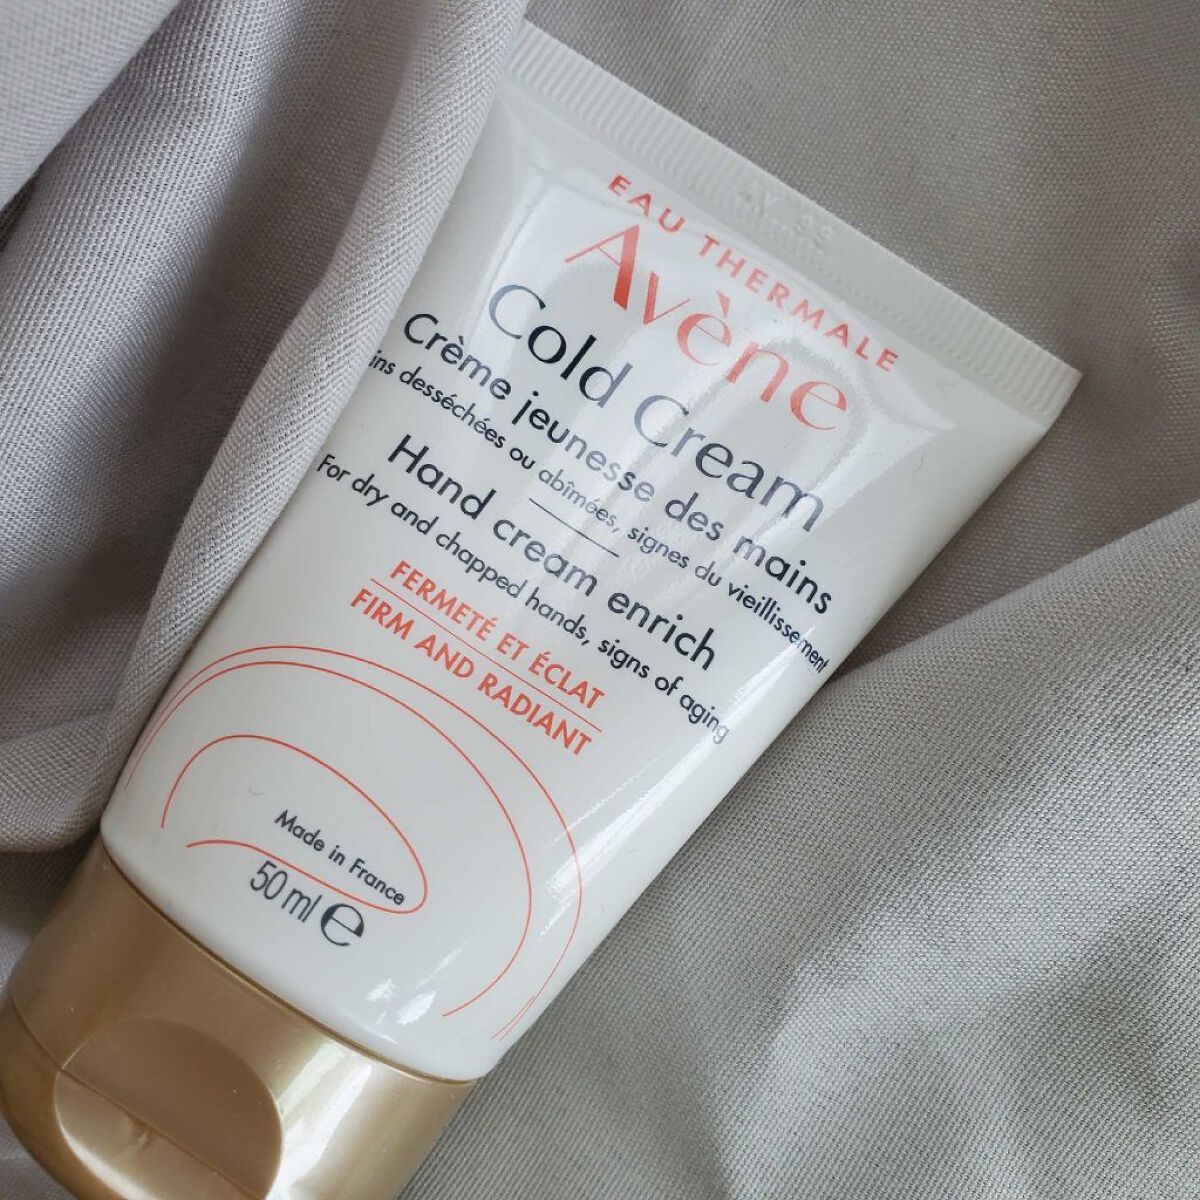 EAU THERMALE
Avène
Cold Cream
Crème jeunesse des mains
ins desséchées ou abîmées, signes du vieillissement
Hand cream enrich
For dry and chapped hands, signs of aging
FERMETÉ ET ÉCLAT
FIRM AND RADIANT
Made in France
50 ml e